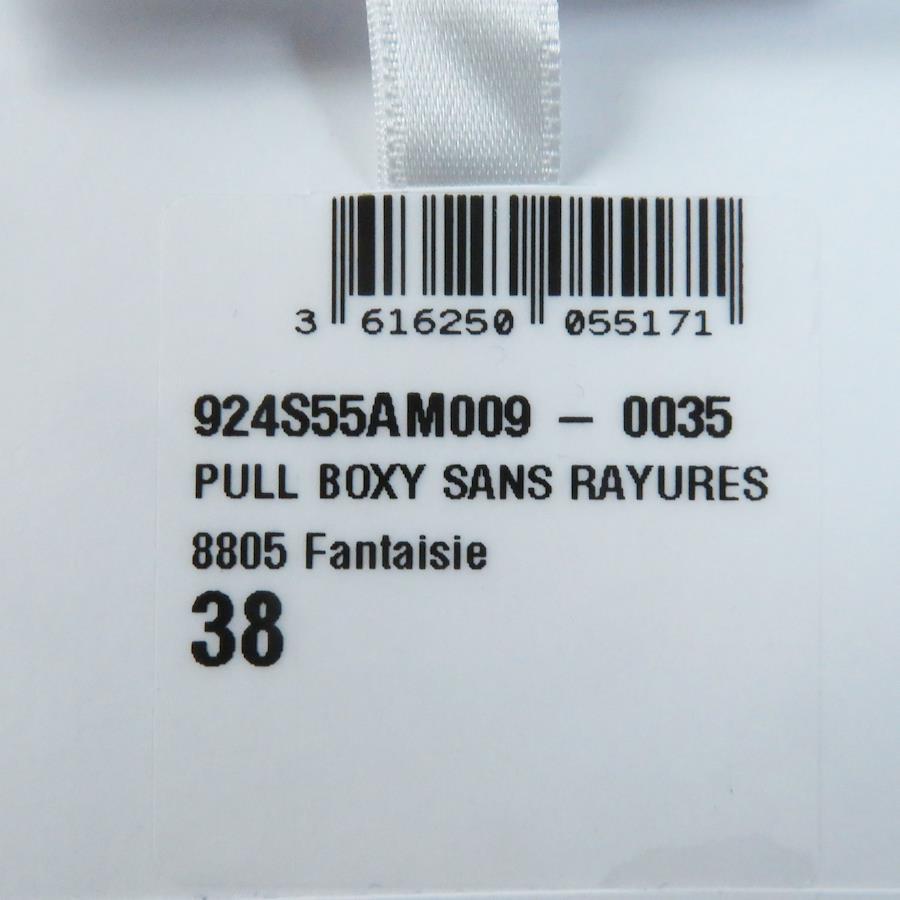 3 616250 055171
924S55AM009 – 0035
PULL BOXY SANS RAYURES
8805 Fantaisie
38